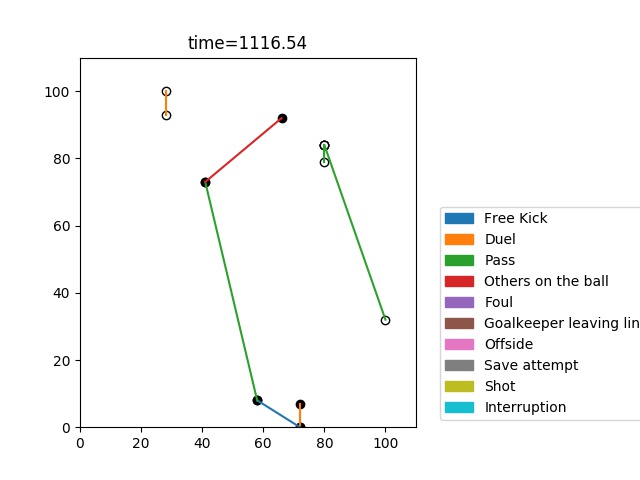 time=1116.54
100
80
60
40
20
0
0 20 40 60 80 100
Free Kick
Duel
Pass
Others on the ball
Foul
Goalkeeper leaving lin
Offside
Save attempt
Shot
Interruption